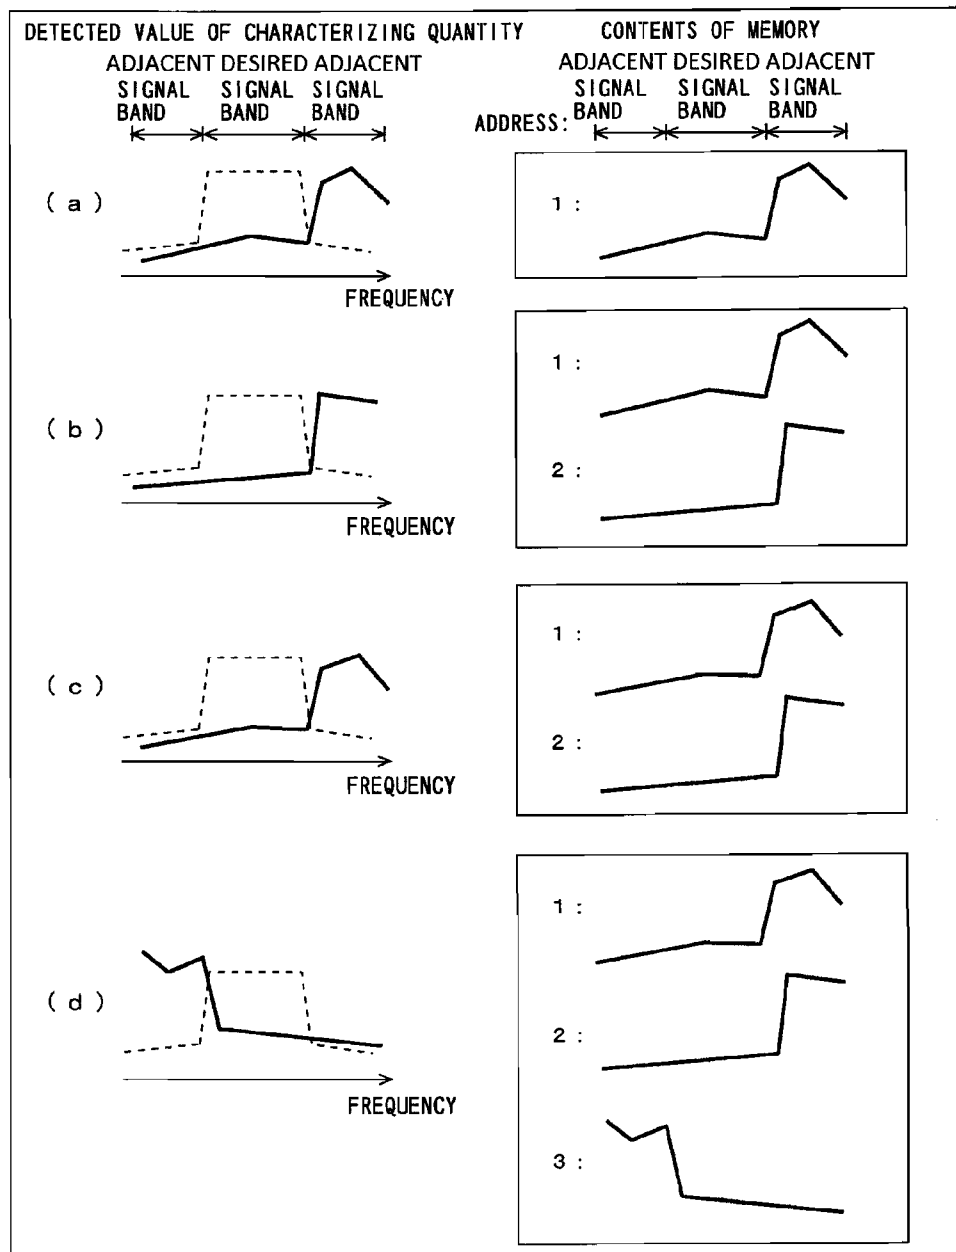 DETECTED VALUE OF CHARACTERIZING QUANTITY
CONTENTS OF MEMORY
ADJACENT DESIRED ADJACENT
ADJACENT DESIRED ADJACENT
SIGNAL SIGNAL SIGNAL
BAND BAND BAND
SIGNAL SIGNAL SIGNAL
BAND BAND BAND
ADDRESS:
(a)
FREQUENCY
1:
(b)
FREQUENCY
1:
2:
(c)
FREQUENCY
1:
2:
(d)
FREQUENCY
1:
2:
3: